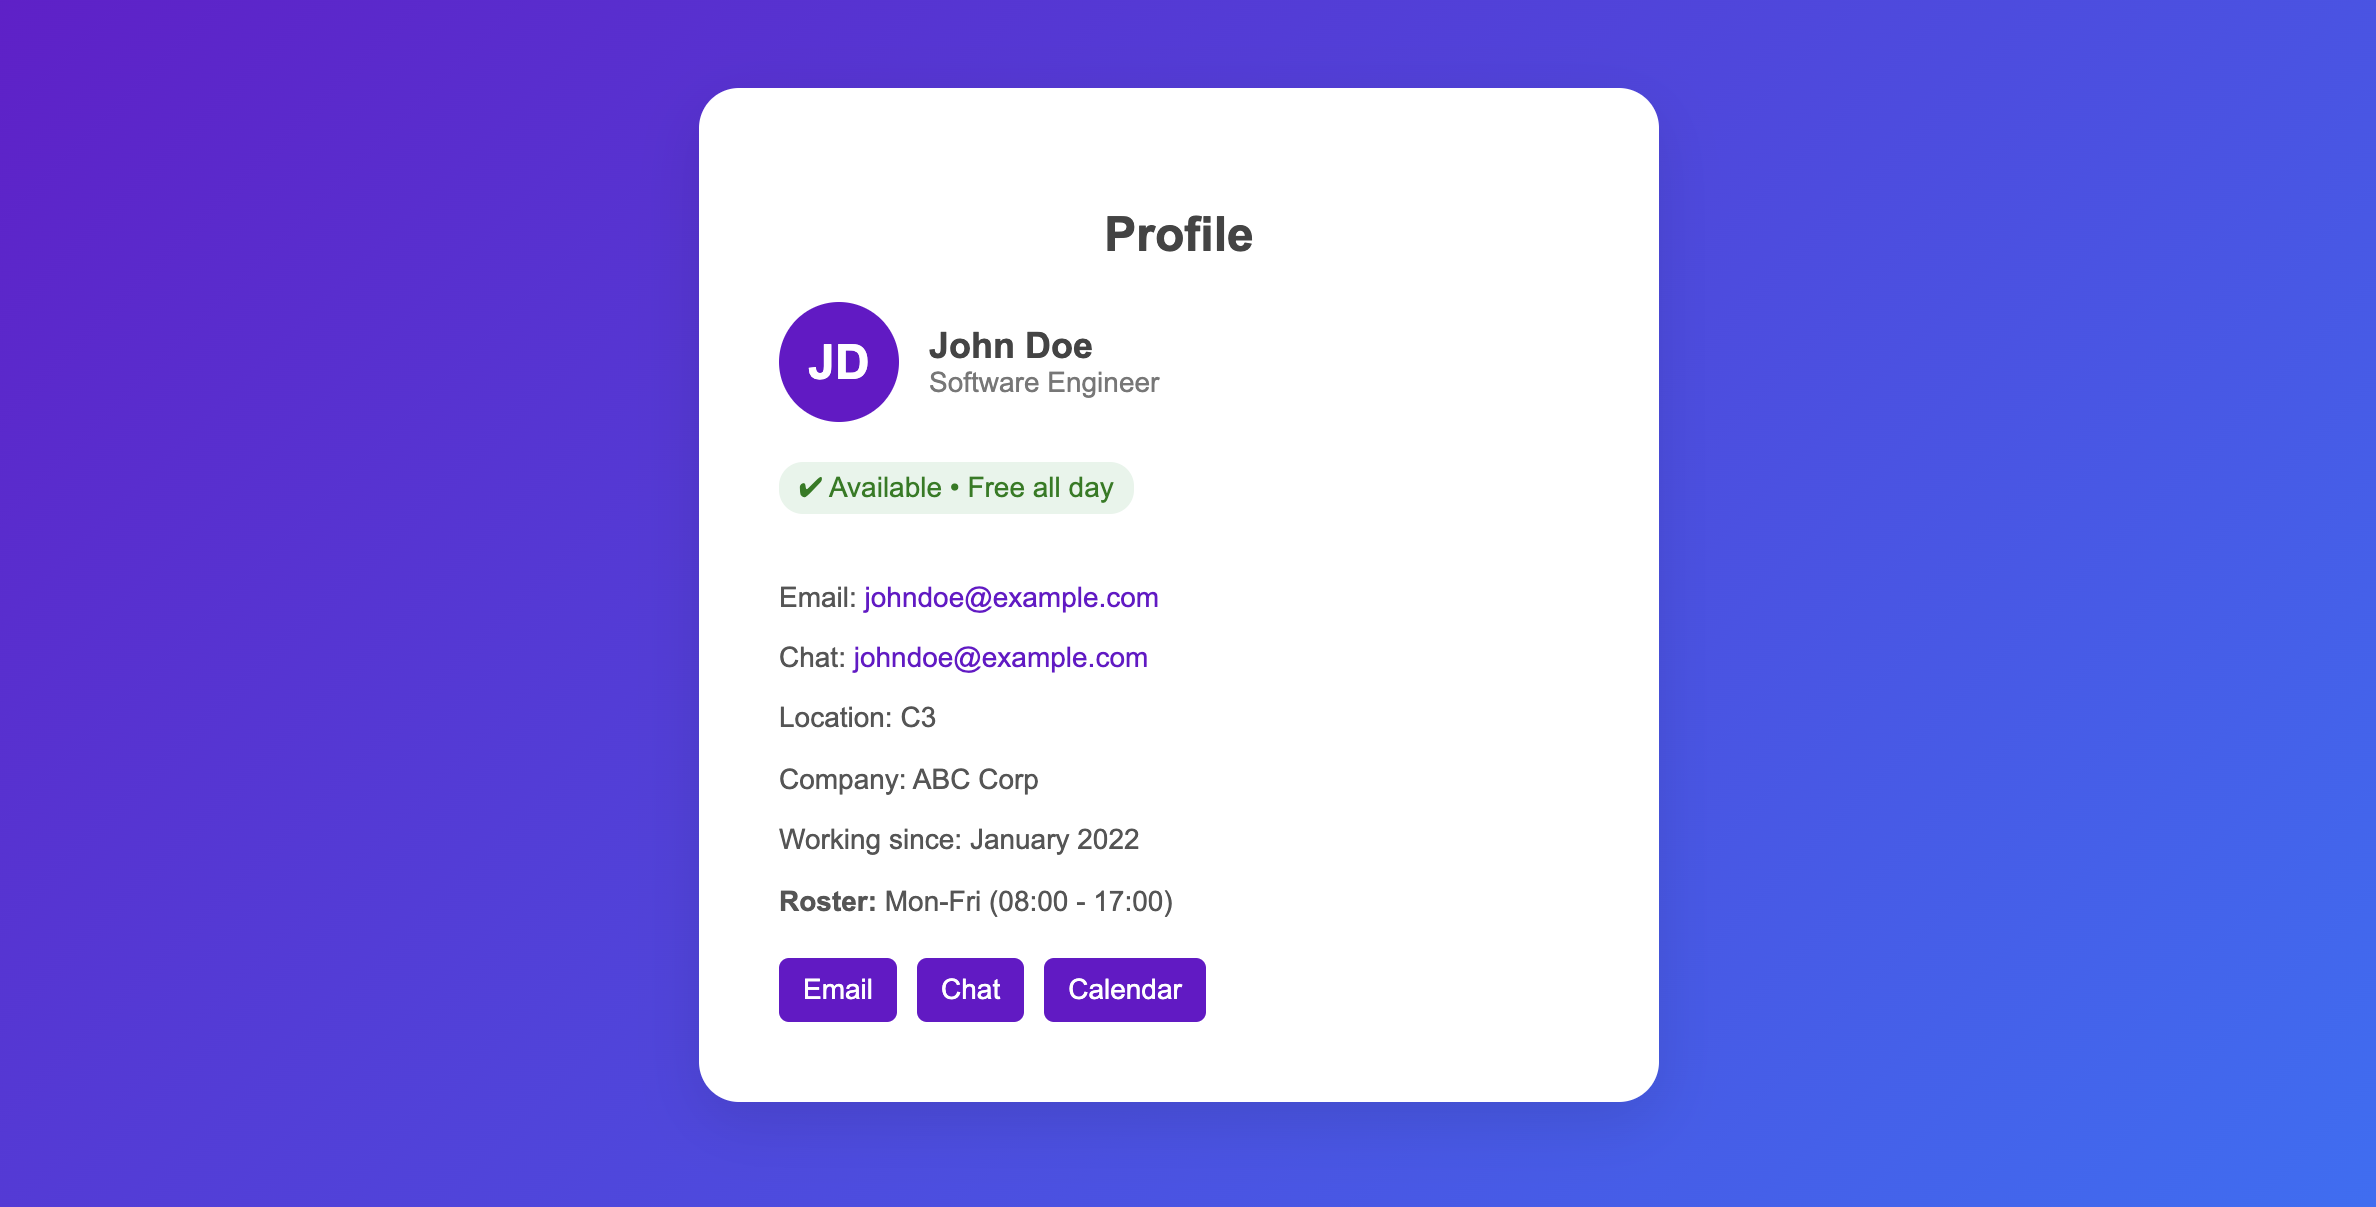 Profile
JD
John Doe
Software Engineer
✔ Available • Free all day
Email: johndoe@example.com
Chat: johndoe@example.com
Location: C3
Company: ABC Corp
Working since: January 2022
Roster: Mon-Fri (08:00 - 17:00)
Email
Chat
Calendar